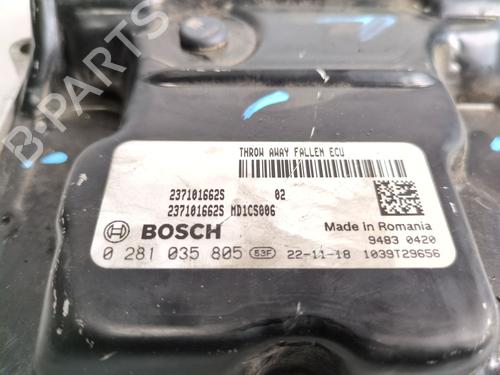 THROW AWAY FALLEN ECU
237101662S 02
237101662S MD1CS006
BOSCH
Made in Romania
9483 0420
0 281 035 805 53F 22-11-18 1039T29656
B-PARTS